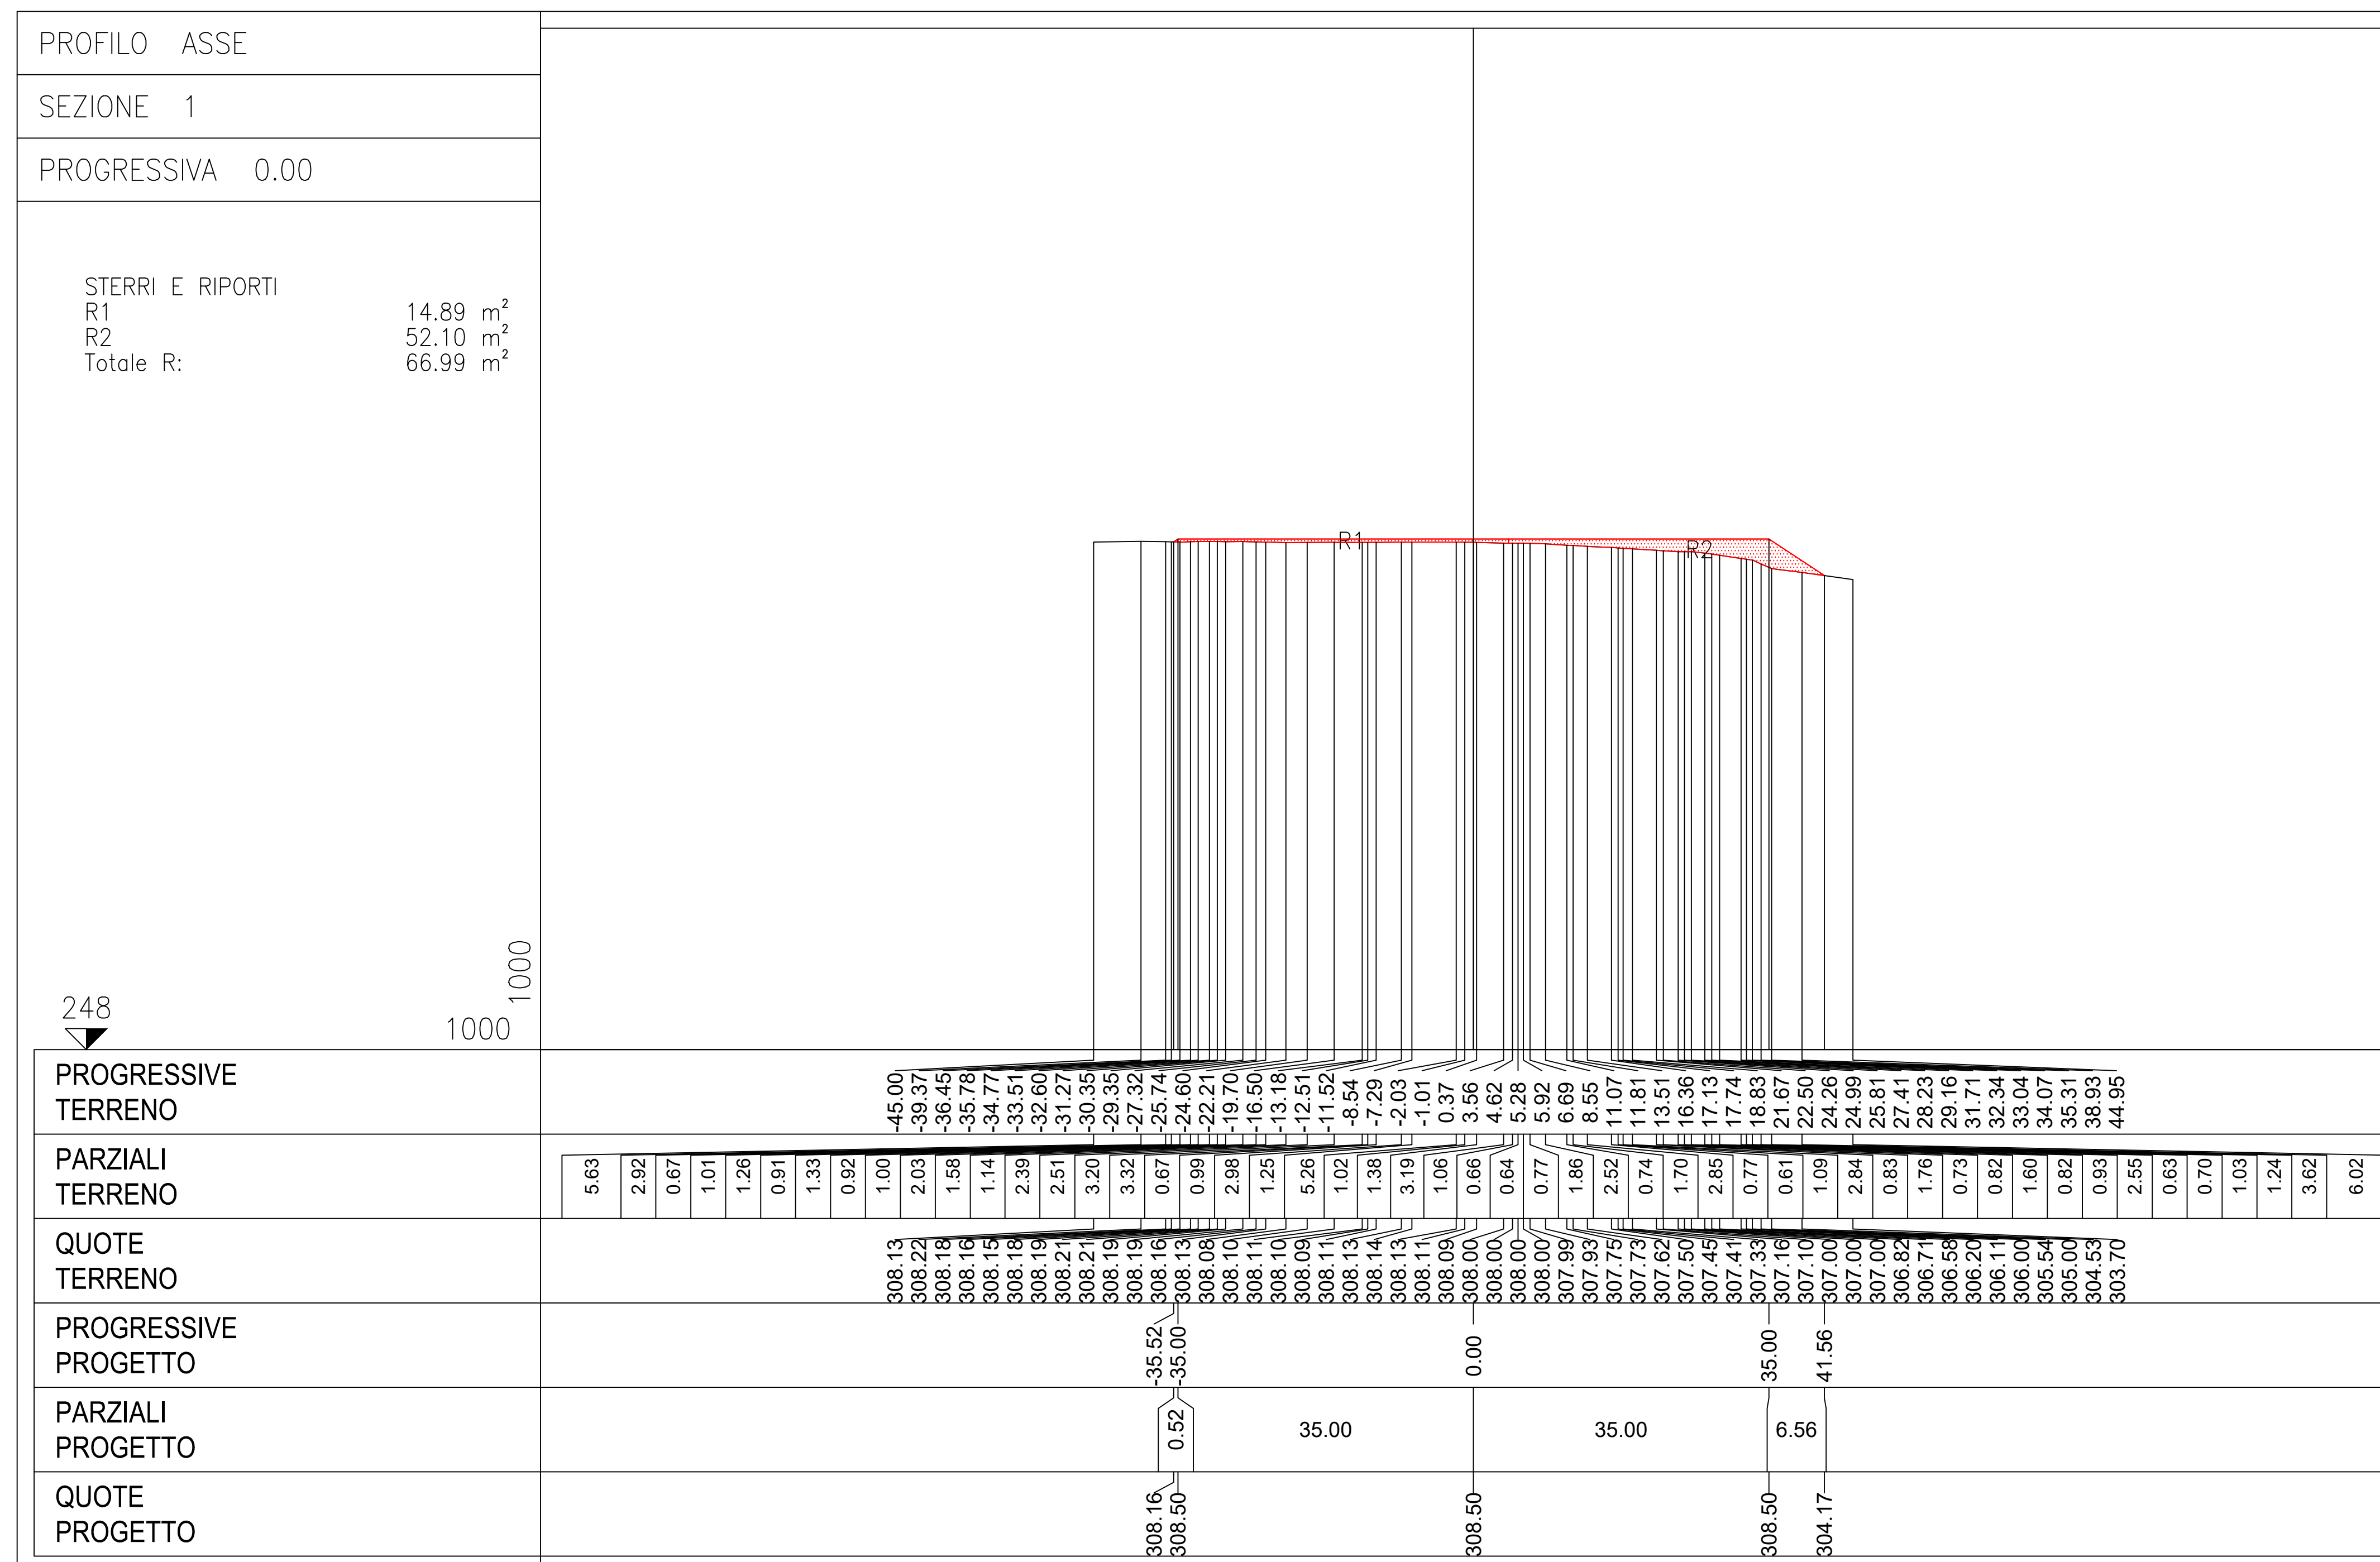 PROFILO ASSE
SEZIONE 1
PROGRESSIVA 0.00
STERRI E RIPORTI
R1 14.89 m²
R2 52.10 m²
Totale R: 66.99 m²
R1
R2
1000
248
1000
PROGRESSIVE
TERRENO
-45.00 -39.37 -36.45 -35.78 -34.77 -33.51 -32.60 -31.27 -30.35 -29.35 -27.32 -25.74 -24.60 -22.21 -19.70 -16.50 -13.18 -12.51 -11.52 -8.54 -7.29 -2.03 -1.01 0.37 3.56 4.62 5.28 5.92 6.69 8.55 11.07 11.81 13.51 16.36 17.13 17.74 18.83 21.67 22.50 24.26 24.99 25.81 27.41 28.23 29.16 31.71 32.34 33.04 34.07 35.31 38.93 44.95
PARZIALI
TERRENO
5.63 2.92 0.67 1.01 1.26 0.91 1.33 0.92 1.00 2.03 1.58 1.14 2.39 2.51 3.20 3.32 0.67 0.99 2.98 1.25 5.26 1.02 1.38 3.19 1.06 0.66 0.64 0.77 1.86 2.52 0.74 1.70 2.85 0.77 0.61 1.09 2.84 0.83 1.76 0.73 0.82 1.60 0.82 0.93 2.55 0.63 0.70 1.03 1.24 3.62 6.02
QUOTE
TERRENO
308.13 308.22 308.18 308.16 308.15 308.18 308.19 308.21 308.21 308.19 308.19 308.16 308.13 308.08 308.10 308.11 308.10 308.09 308.11 308.13 308.14 308.13 308.11 308.09 308.00 308.00 308.00 308.00 307.99 307.93 307.75 307.73 307.62 307.50 307.45 307.41 307.33 307.16 307.10 307.00 307.00 307.00 306.82 306.71 306.58 306.20 306.11 306.00 305.54 305.00 304.53 303.70
PROGRESSIVE
PROGETTO
-35.52 -35.00 0.00 35.00 41.56
PARZIALI
PROGETTO
0.52 35.00 35.00 6.56
QUOTE
PROGETTO
308.16 308.50 308.50 308.50 304.17